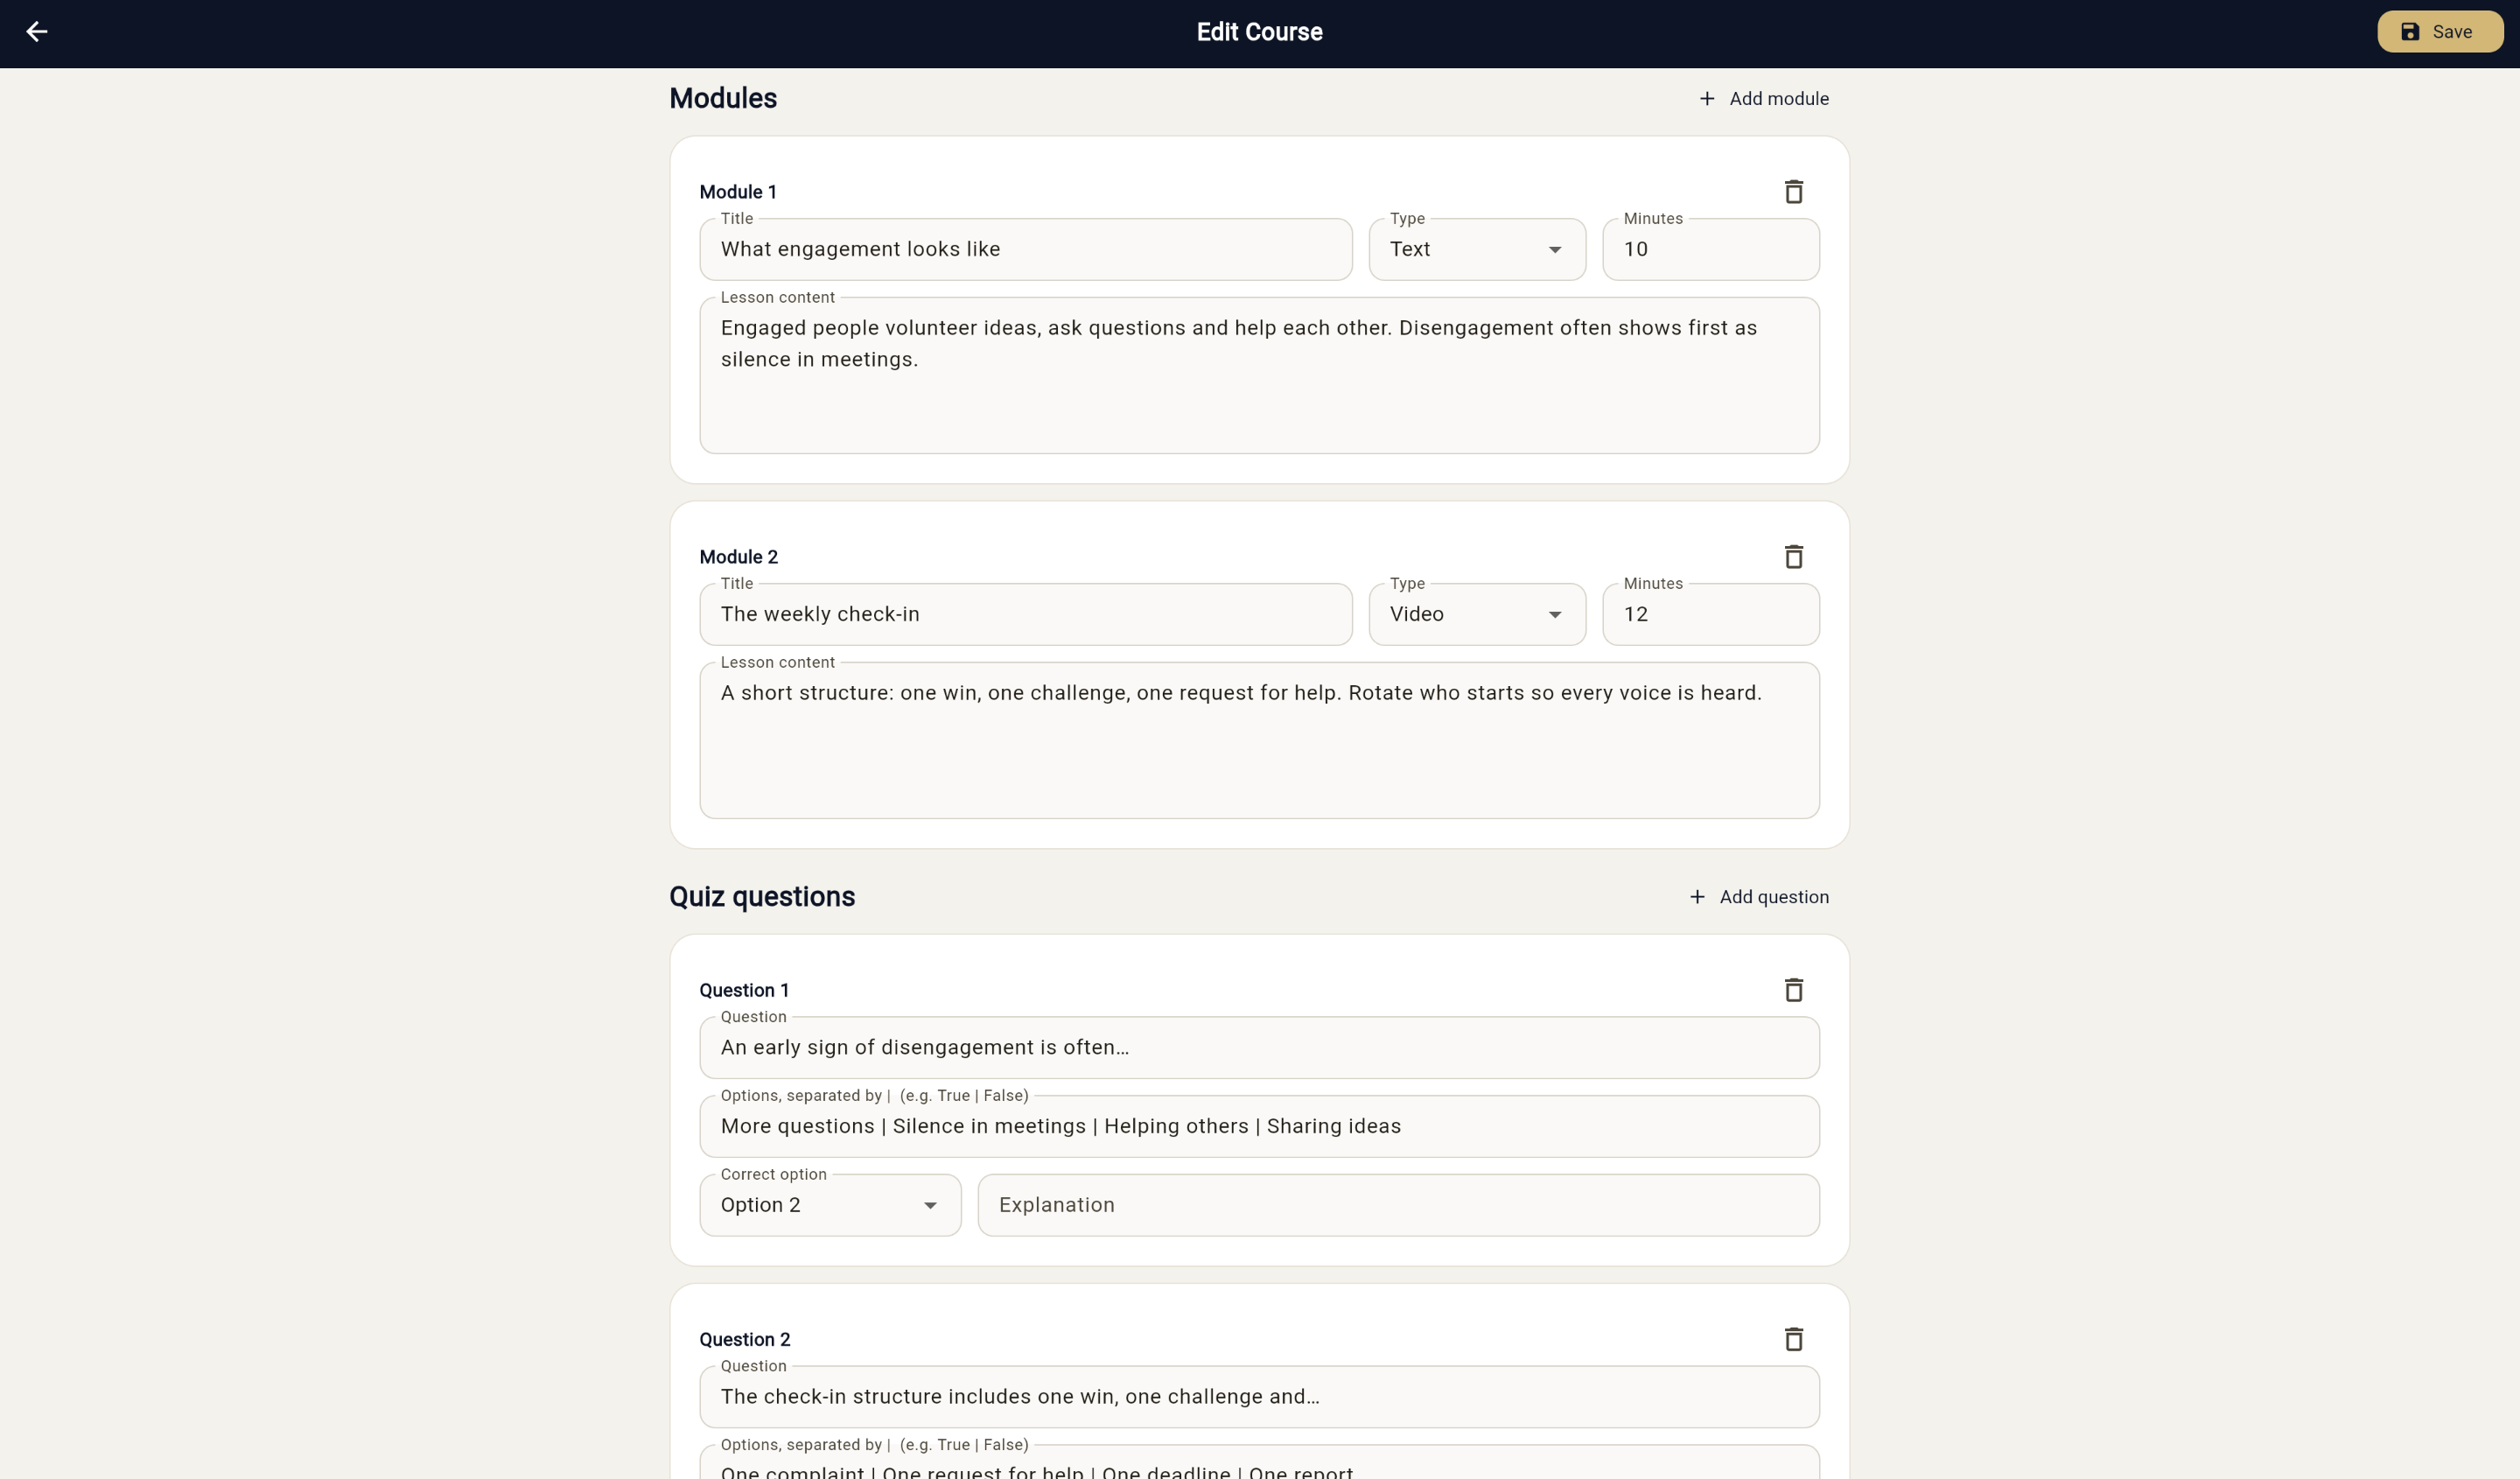 Edit Course
Save
Modules
Add module
Module 1
Title
What engagement looks like
Type
Text
Minutes
10
Lesson content
Engaged people volunteer ideas, ask questions and help each other. Disengagement often shows first as
silence in meetings.
Module 2
Title
The weekly check-in
Type
Video
Minutes
12
Lesson content
A short structure: one win, one challenge, one request for help. Rotate who starts so every voice is heard.
Quiz questions
Add question
Question 1
Question
An early sign of disengagement is often…
Options, separated by | (e.g. True | False)
More questions | Silence in meetings | Helping others | Sharing ideas
Correct option
Option 2
Explanation
Question 2
Question
The check-in structure includes one win, one challenge and…
Options, separated by | (e.g. True | False)
One complaint | One request for help | One deadline | One report